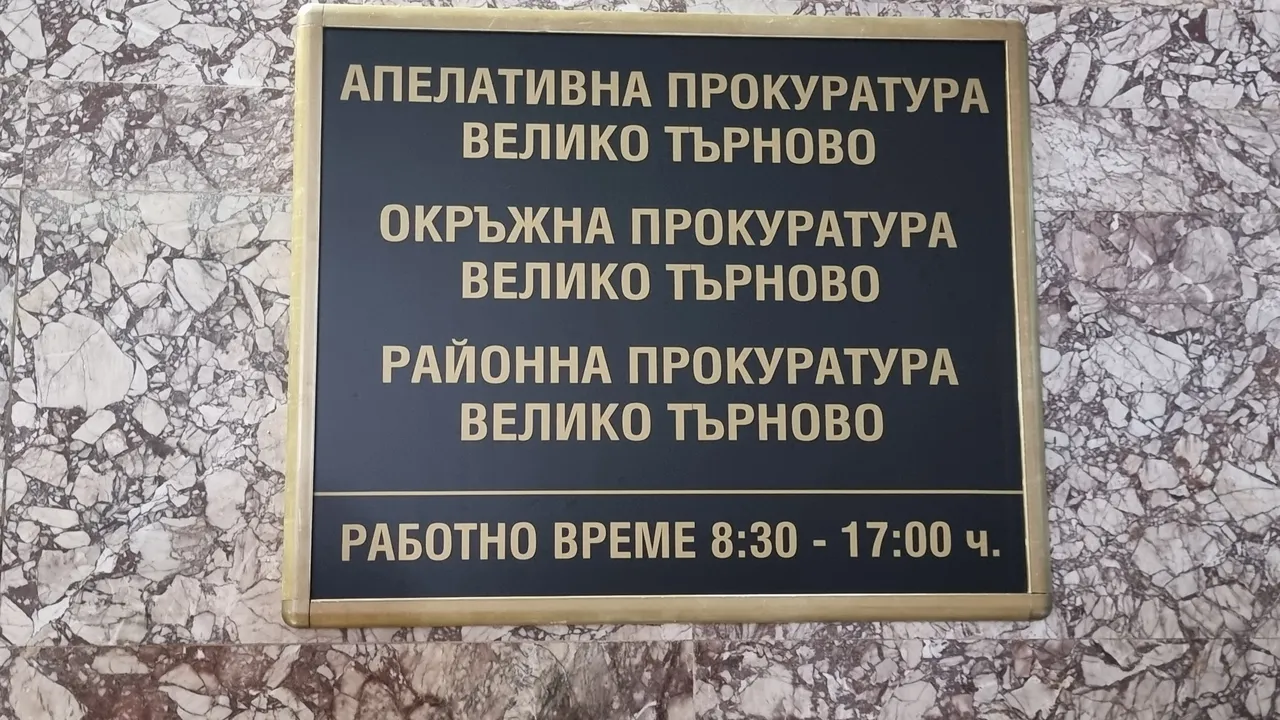 АПЕЛАТИВНА ПРОКУРАТУРА
ВЕЛИКО ТЪРНОВО
ОКРЪЖНА ПРОКУРАТУРА
ВЕЛИКО ТЪРНОВО
РАЙОННА ПРОКУРАТУРА
ВЕЛИКО ТЪРНОВО
РАБОТНО ВРЕМЕ 8:30 - 17:00 ч.